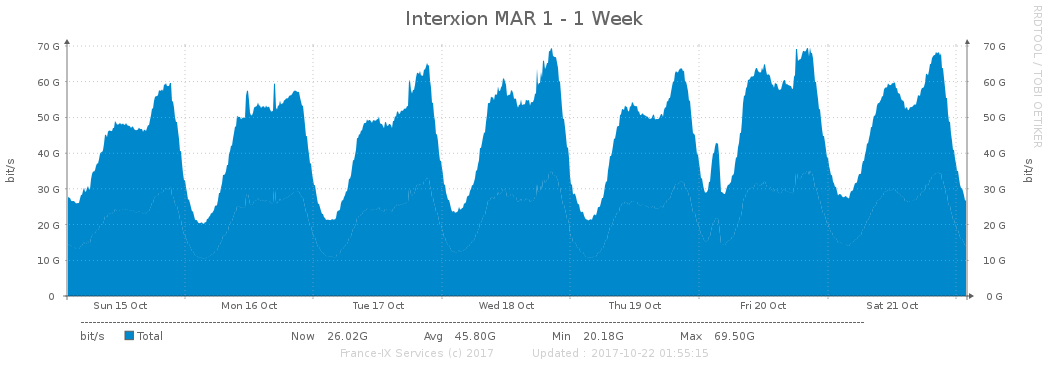 Interxion MAR 1 - 1 Week
RRDTOOL / TOBI OETIKER
bit/s
70 G
60 G
50 G
40 G
30 G
20 G
10 G
0
70 G
60 G
50 G
40 G
30 G
20 G
10 G
0 G
bit/s
Sun 15 Oct Mon 16 Oct Tue 17 Oct Wed 18 Oct Thu 19 Oct Fri 20 Oct Sat 21 Oct
bit/s Total Now 26.02G Avg 45.80G Min 20.18G Max 69.50G
France-IX Services (c) 2017 Updated : 2017-10-22 01:55:15